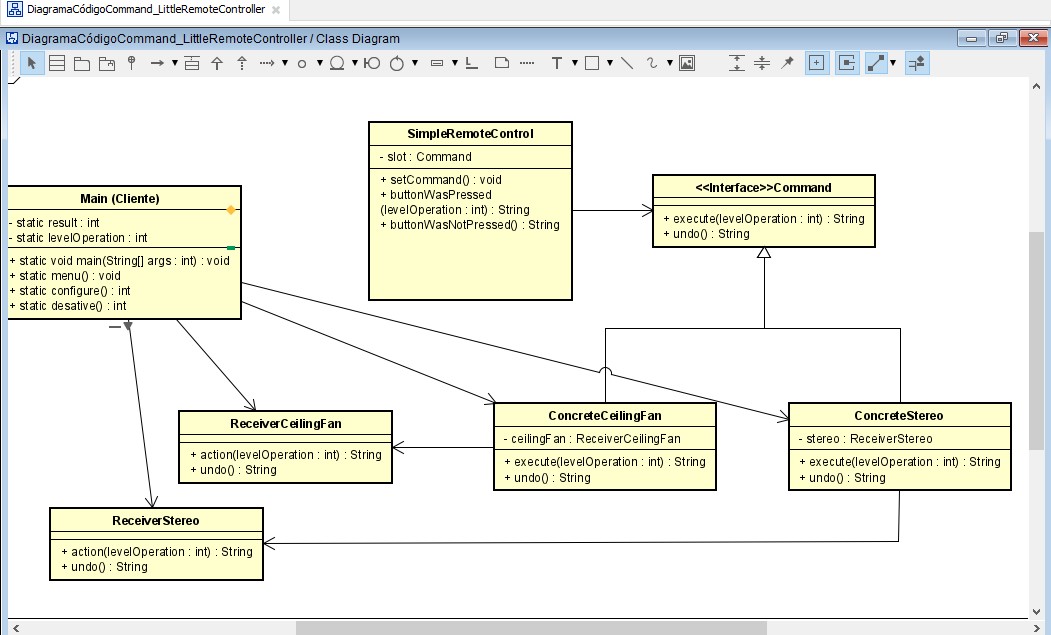 DiagramaCódigoCommand_LittleRemoteController
DiagramaCódigoCommand_LittleRemoteController / Class Diagram
SimpleRemoteControl
- slot : Command
+ setCommand() : void
+ buttonWasPressed
(levelOperation : int) : String
+ buttonWasNotPressed() : String
<<Interface>>Command
+ execute(levelOperation : int) : String
+ undo() : String
Main (Cliente)
- static result : int
- static levelOperation : int
+ static void main(String[] args : int) : void
+ static menu() : void
+ static configure() : int
+ static desative() : int
ReceiverCeilingFan
+ action(levelOperation : int) : String
+ undo() : String
ConcreteCeilingFan
- ceilingFan : ReceiverCeilingFan
+ execute(levelOperation : int) : String
+ undo() : String
ConcreteStereo
- stereo : ReceiverStereo
+ execute(levelOperation : int) : String
+ undo() : String
ReceiverStereo
+ action(levelOperation : int) : String
+ undo() : String